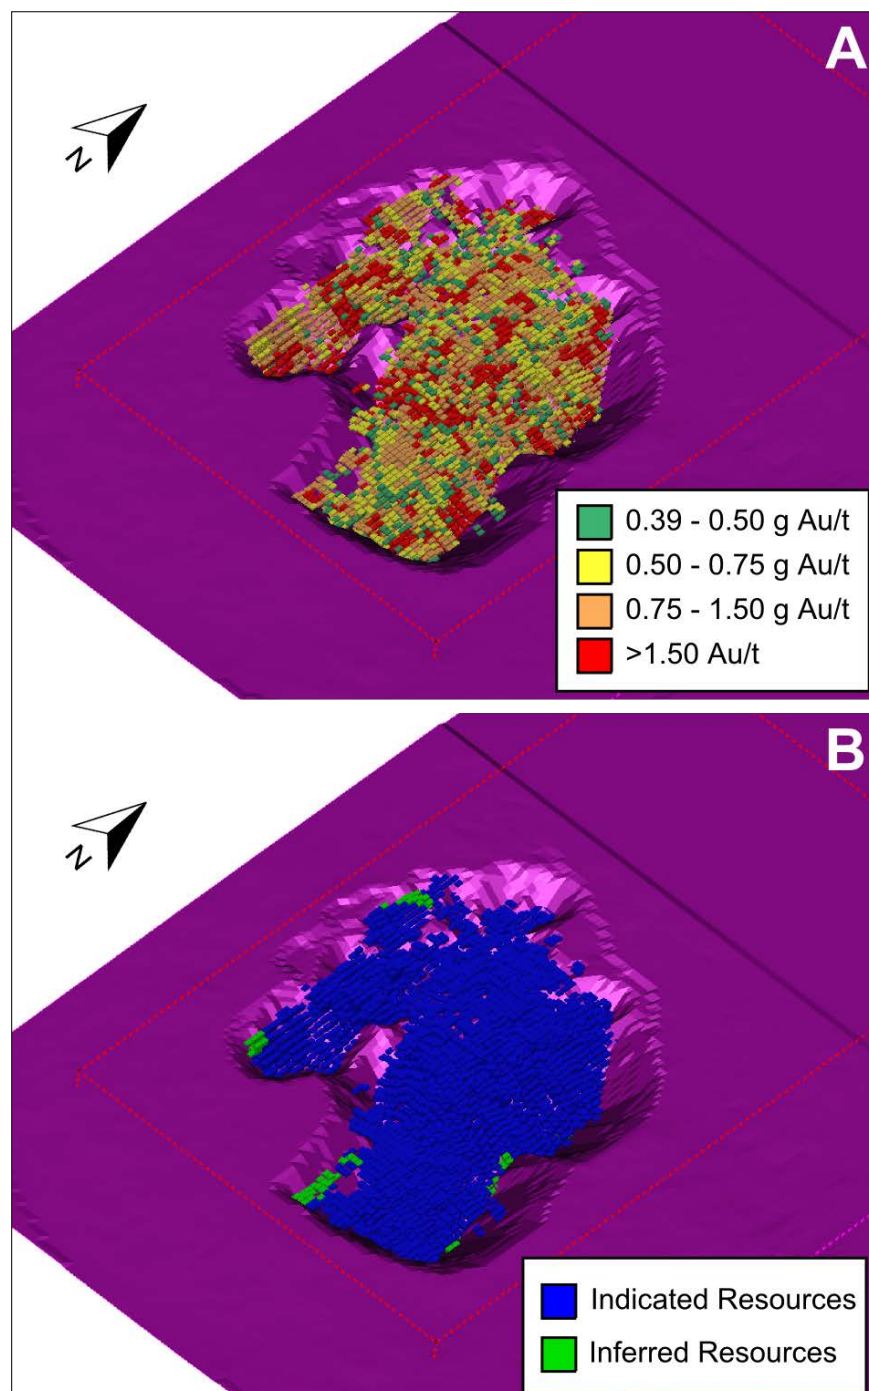 A
N
0.39 - 0.50 g Au/t
0.50 - 0.75 g Au/t
0.75 - 1.50 g Au/t
>1.50 Au/t
B
N
Indicated Resources
Inferred Resources